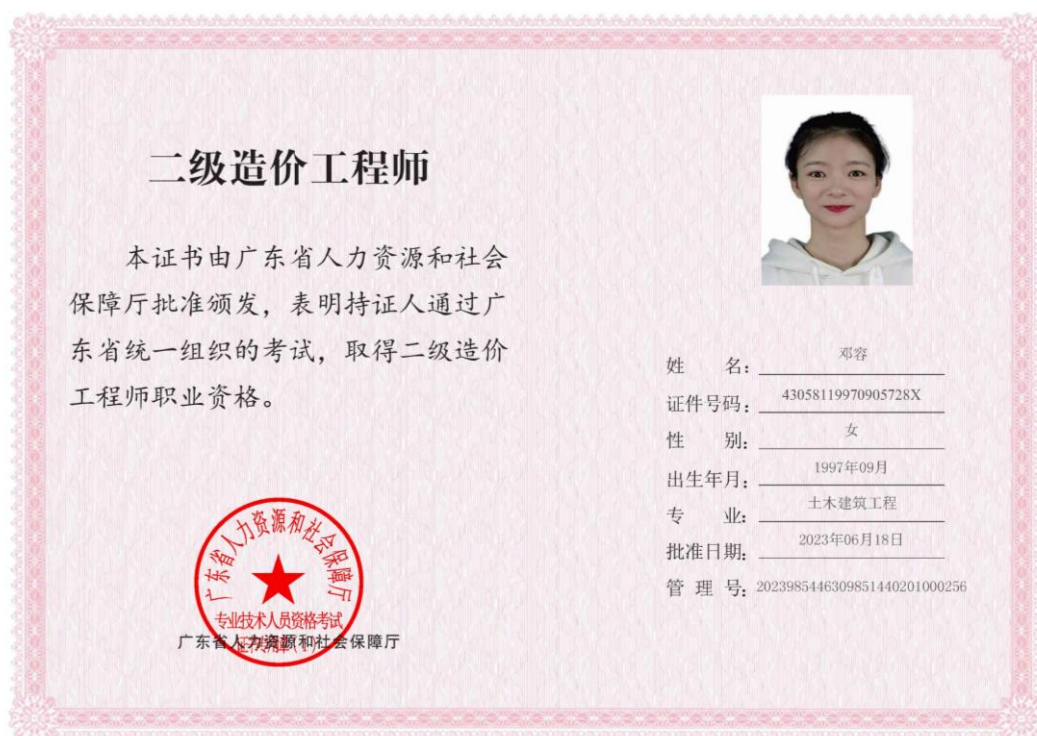 二级造价工程师
本证书由广东省人力资源和社会
保障厅批准颁发，表明持证人通过广
东省统一组织的考试，取得二级造价
工程师职业资格。
广东省人力资源和社会保障厅
专业技术人员资格考试
广东省人力资源和社会保障厅
姓 名：邓容
证件号码：43058119970905728X
性 别：女
出生年月：1997年09月
专 业：土木建筑工程
批准日期：2023年06月18日
管 理 号：20239854463098514402010​00256